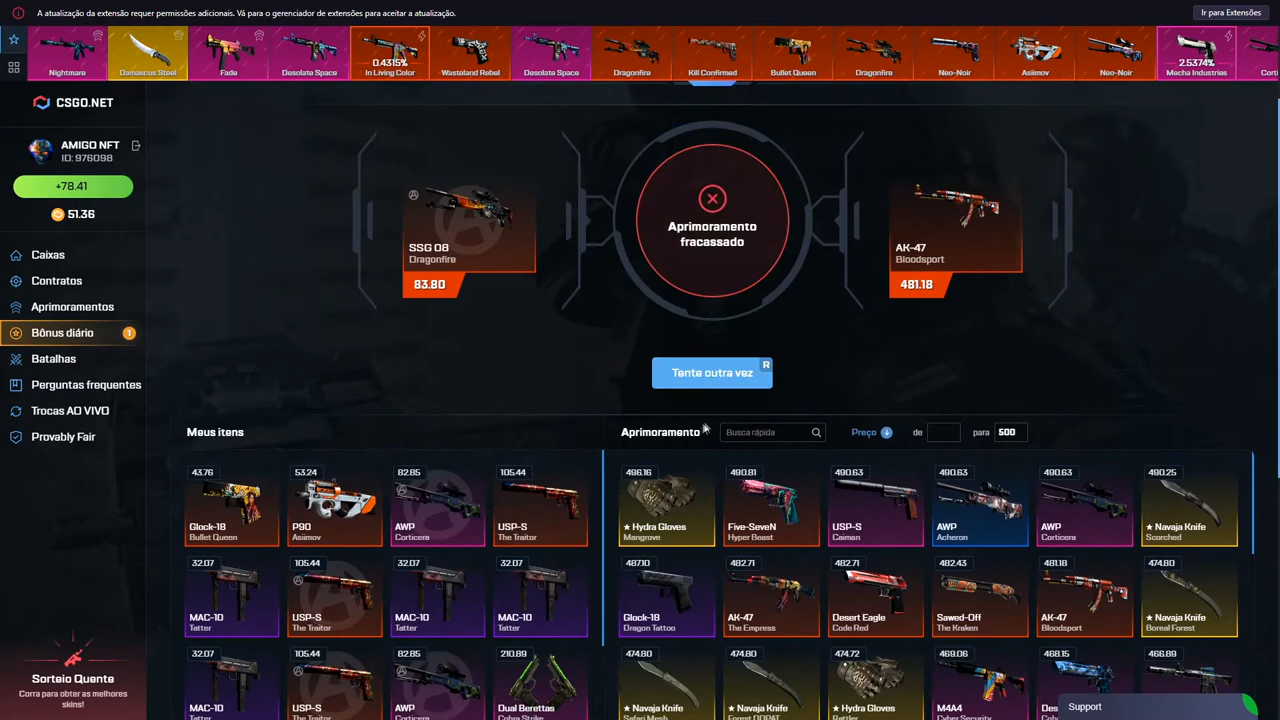 A atualização da extensão requer permissões adicionais. Vá para o gerenciador de extensões para aceitar a atualização.
Ir para Extensões
Nightmare
Damascus Steel
Fade
Desolate Space
0.4315%
In Living Color
Wasteland Rebel
Desolate Space
Dragonfire
Kill Confirmed
Bullet Queen
Dragonfire
Neo-Noir
Asiimov
Neo-Noir
2.5374%
Mecha Industries
CSGO.NET
AMIGO NFT
ID: 976098
+78.41
51.36
Caixas
Contratos
Aprimoramentos
Bônus diário
1
Batalhas
Perguntas frequentes
Trocas AO VIVO
Provably Fair
Sorteio Quente
Corra para obter as melhores
skins!
SSG 08
Dragonfire
83.80
Aprimoramento
fracassado
AK-47
Bloodsport
481.18
Tente outra vez
R
Meus itens
Aprimoramento
Busca rápida
Preço
de
para
500
43.76
Glock-18
Bullet Queen
53.24
P90
Asiimov
82.85
AWP
Corticera
105.44
USP-S
The Traitor
496.16
★ Hydra Gloves
Mangrove
490.81
Five-SeveN
Hyper Beast
490.63
USP-S
Caiman
490.63
AWP
Acheron
490.63
AWP
Corticera
490.25
★ Navaja Knife
Scorched
32.07
MAC-10
Tatter
105.44
USP-S
The Traitor
32.07
MAC-10
Tatter
32.07
MAC-10
Tatter
487.10
Glock-18
Dragon Tattoo
482.71
AK-47
The Empress
482.71
Desert Eagle
Code Red
482.43
Sawed-Off
The Kraken
481.18
AK-47
Bloodsport
474.80
★ Navaja Knife
Boreal Forest
32.07
MAC-10
Tatter
105.44
USP-S
The Traitor
82.85
AWP
Corticera
210.89
Dual Berettas
Cobra Strike
474.80
★ Navaja Knife
Safari Mesh
474.80
★ Navaja Knife
Forest DDPAT
474.72
★ Hydra Gloves
Rattler
469.06
M4A4
Cyber Security
468.15
466.89
Support